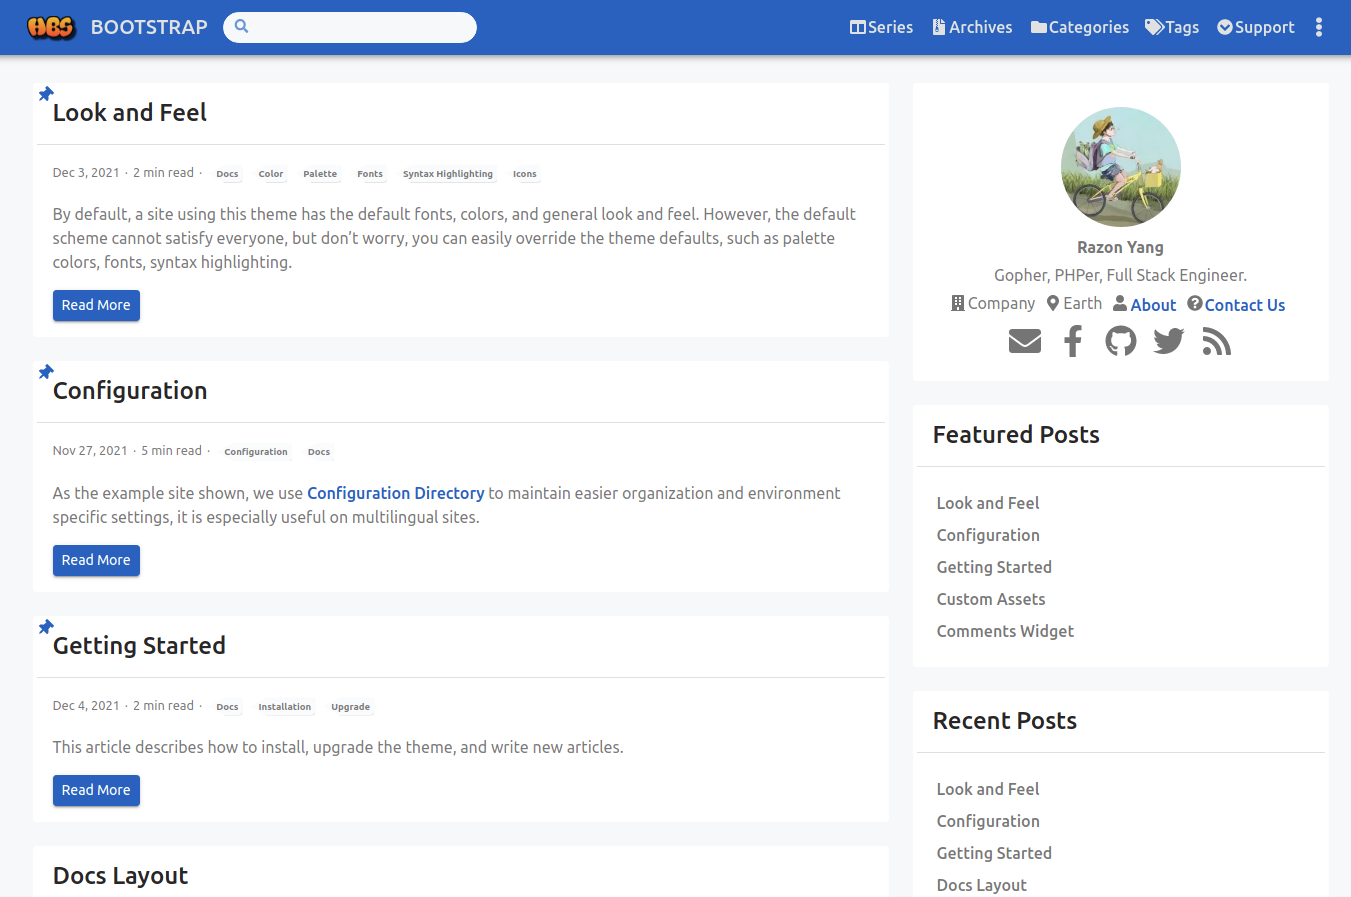 HBS BOOTSTRAP
Series Archives Categories Tags Support
Look and Feel
Dec 3, 2021 · 2 min read · Docs Color Palette Fonts Syntax Highlighting Icons
By default, a site using this theme has the default fonts, colors, and general look and feel. However, the default
scheme cannot satisfy everyone, but don’t worry, you can easily override the theme defaults, such as palette
colors, fonts, syntax highlighting.
Read More
Configuration
Nov 27, 2021 · 5 min read · Configuration Docs
As the example site shown, we use Configuration Directory to maintain easier organization and environment
specific settings, it is especially useful on multilingual sites.
Read More
Getting Started
Dec 4, 2021 · 2 min read · Docs Installation Upgrade
This article describes how to install, upgrade the theme, and write new articles.
Read More
Docs Layout
Razon Yang
Gopher, PHPer, Full Stack Engineer.
Company Earth About Contact Us
Featured Posts
Look and Feel
Configuration
Getting Started
Custom Assets
Comments Widget
Recent Posts
Look and Feel
Configuration
Getting Started
Docs Layout